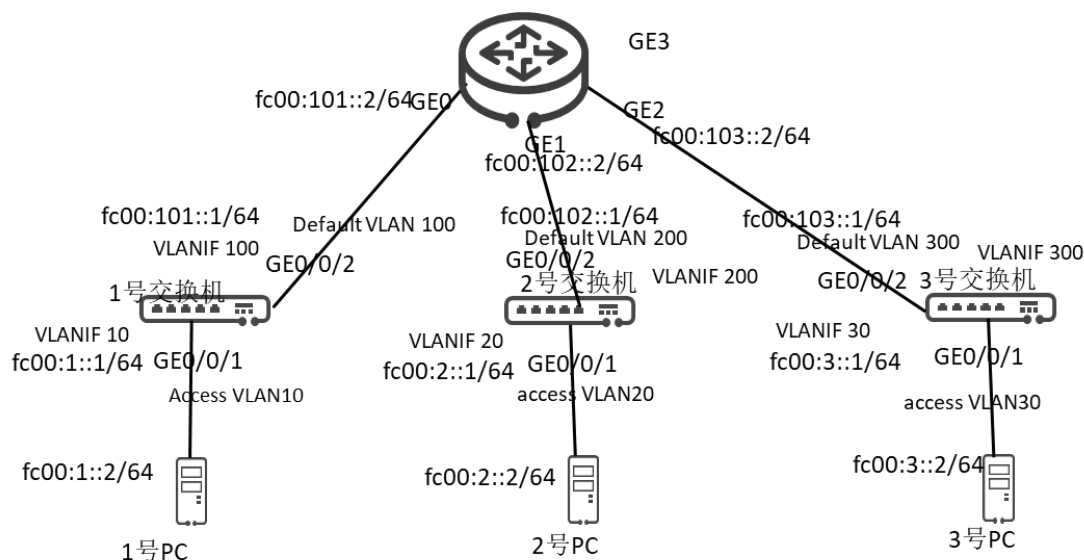 GE3
fc00:101::2/64
GE0
GE2
fc00:103::2/64
GE1
fc00:102::2/64
fc00:101::1/64
Default VLAN 100
VLANIF 100
GE0/0/2
1号交换机
fc00:102::1/64
Default VLAN 200
GE0/0/2
2号交换机
VLANIF 200
fc00:103::1/64
Default VLAN 300
VLANIF 300
GE0/0/2
3号交换机
VLANIF 10
fc00:1::1/64
GE0/0/1
Access VLAN10
VLANIF 20
fc00:2::1/64
GE0/0/1
access VLAN20
VLANIF 30
fc00:3::1/64
GE0/0/1
access VLAN30
fc00:1::2/64
1号PC
fc00:2::2/64
2号PC
fc00:3::2/64
3号PC